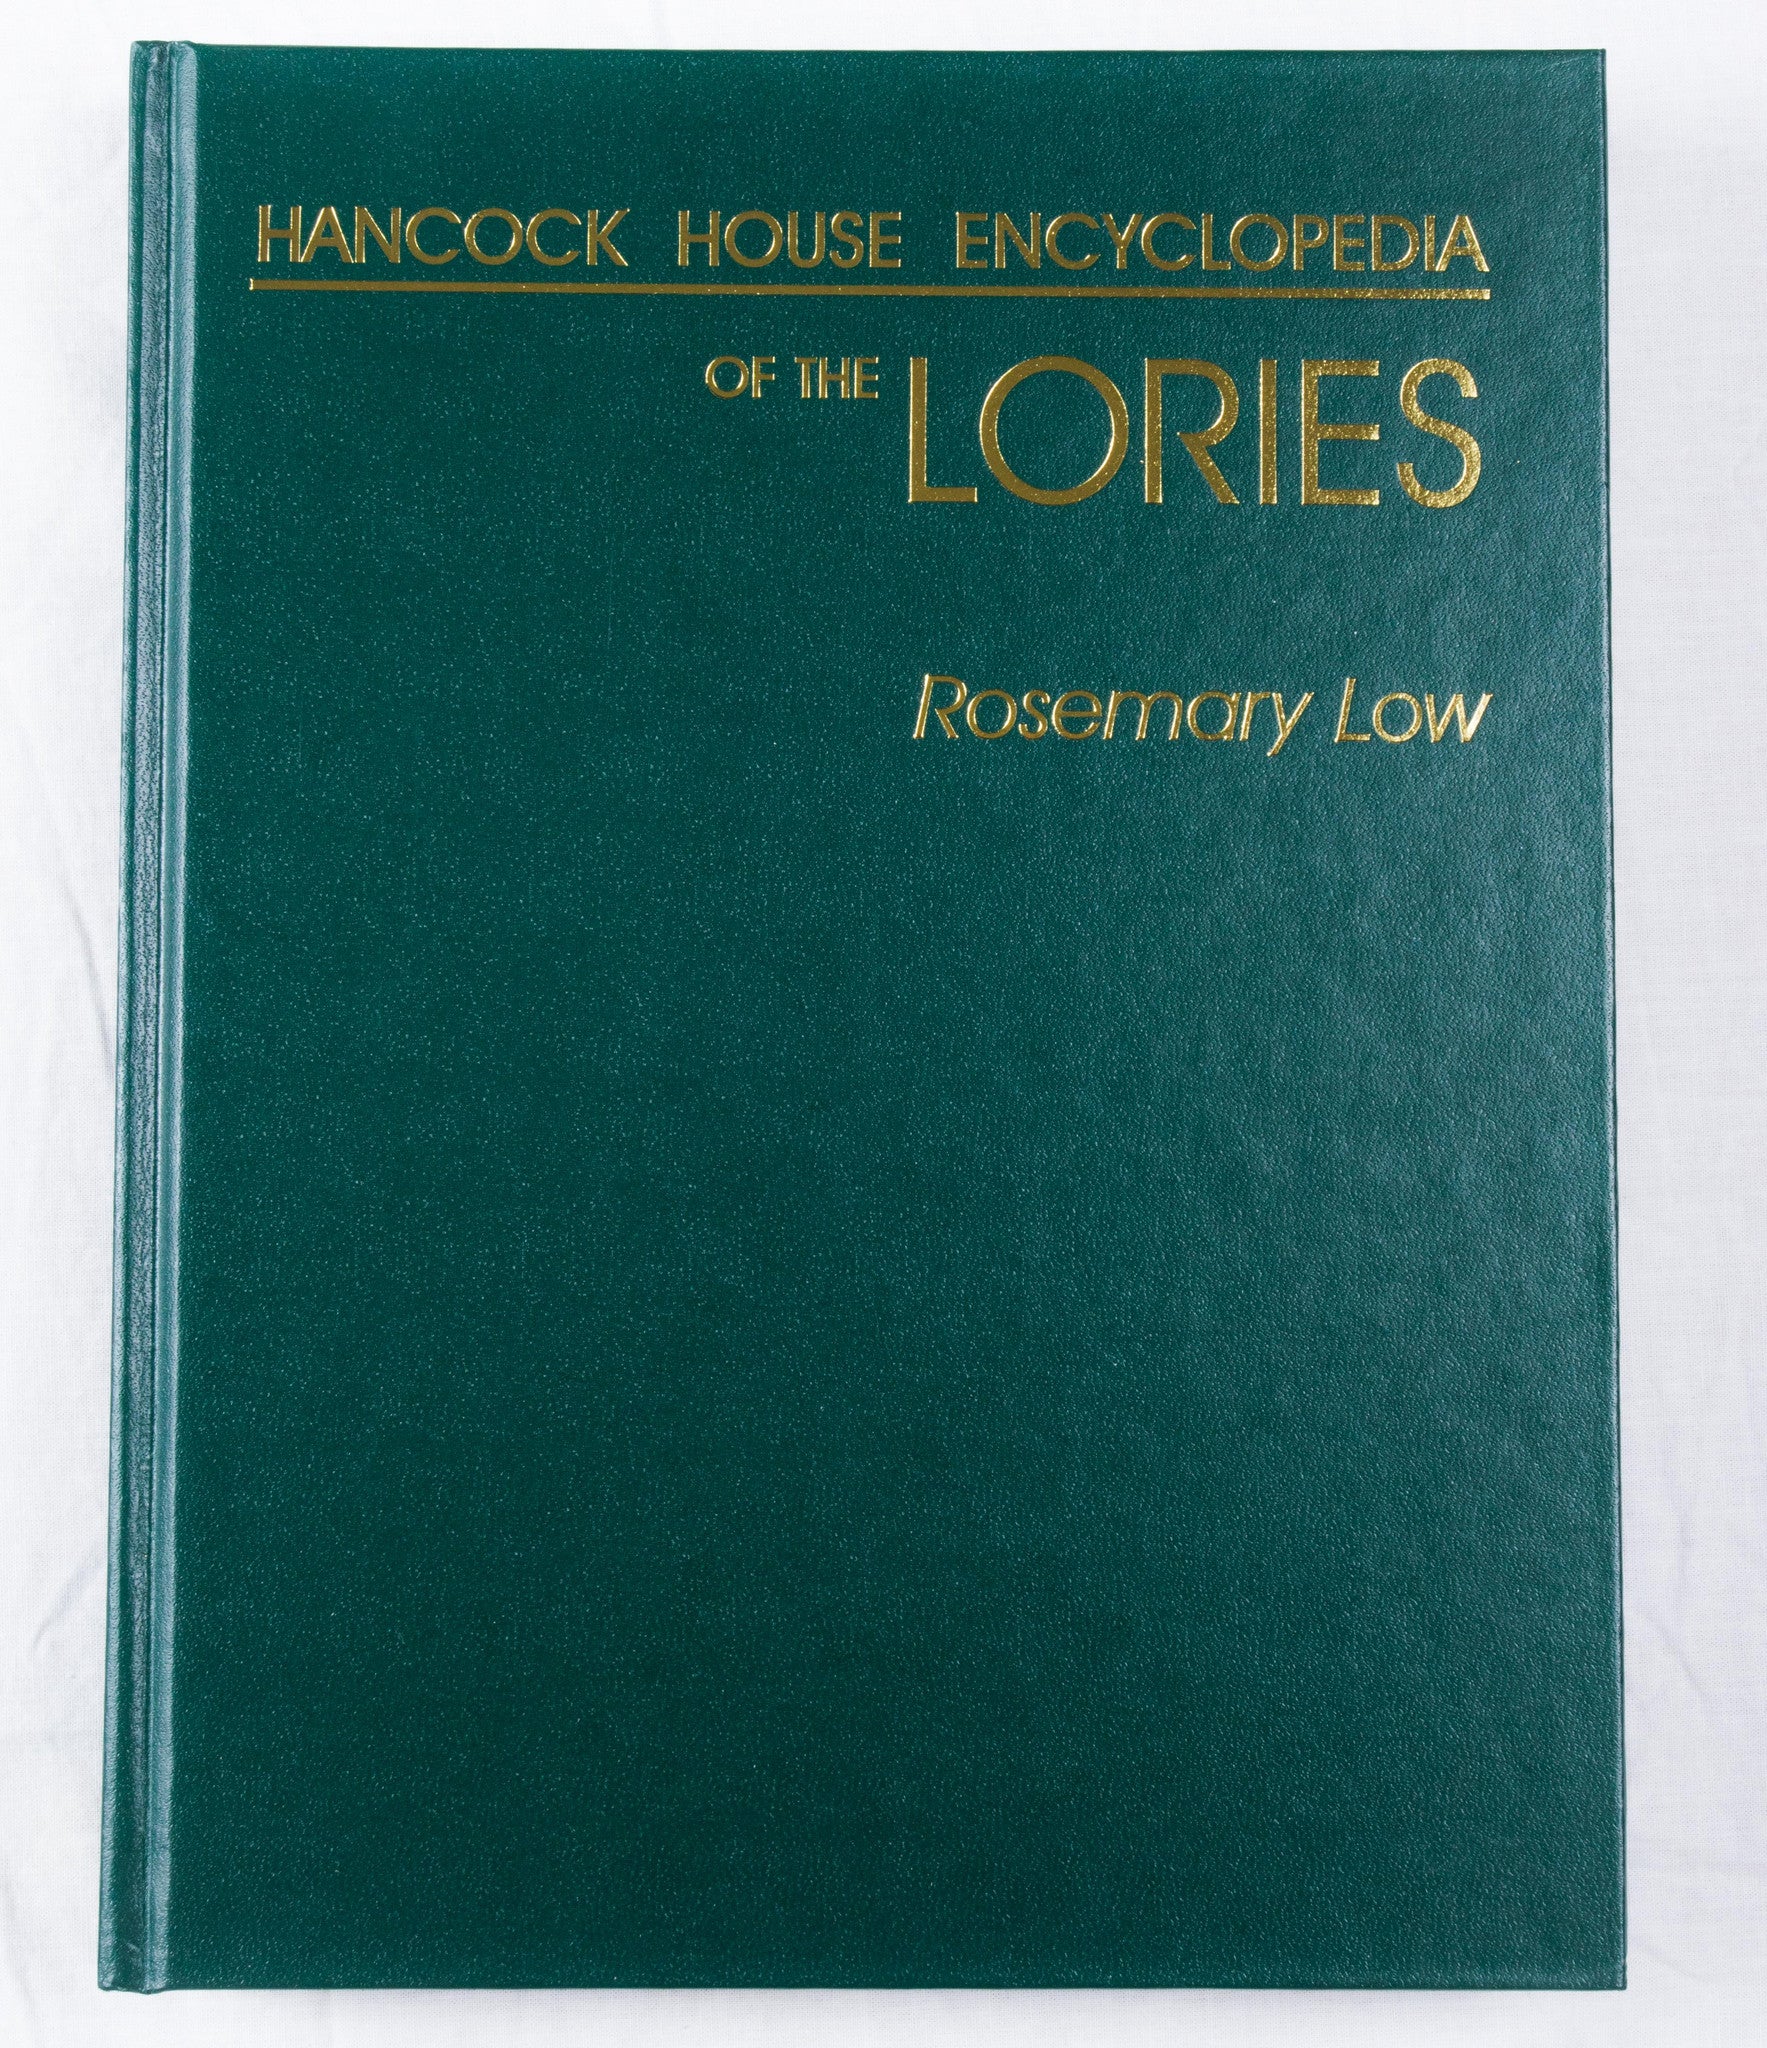 HANCOCK HOUSE ENCYCLOPEDIA
OF THE LORIES
Rosemary Low